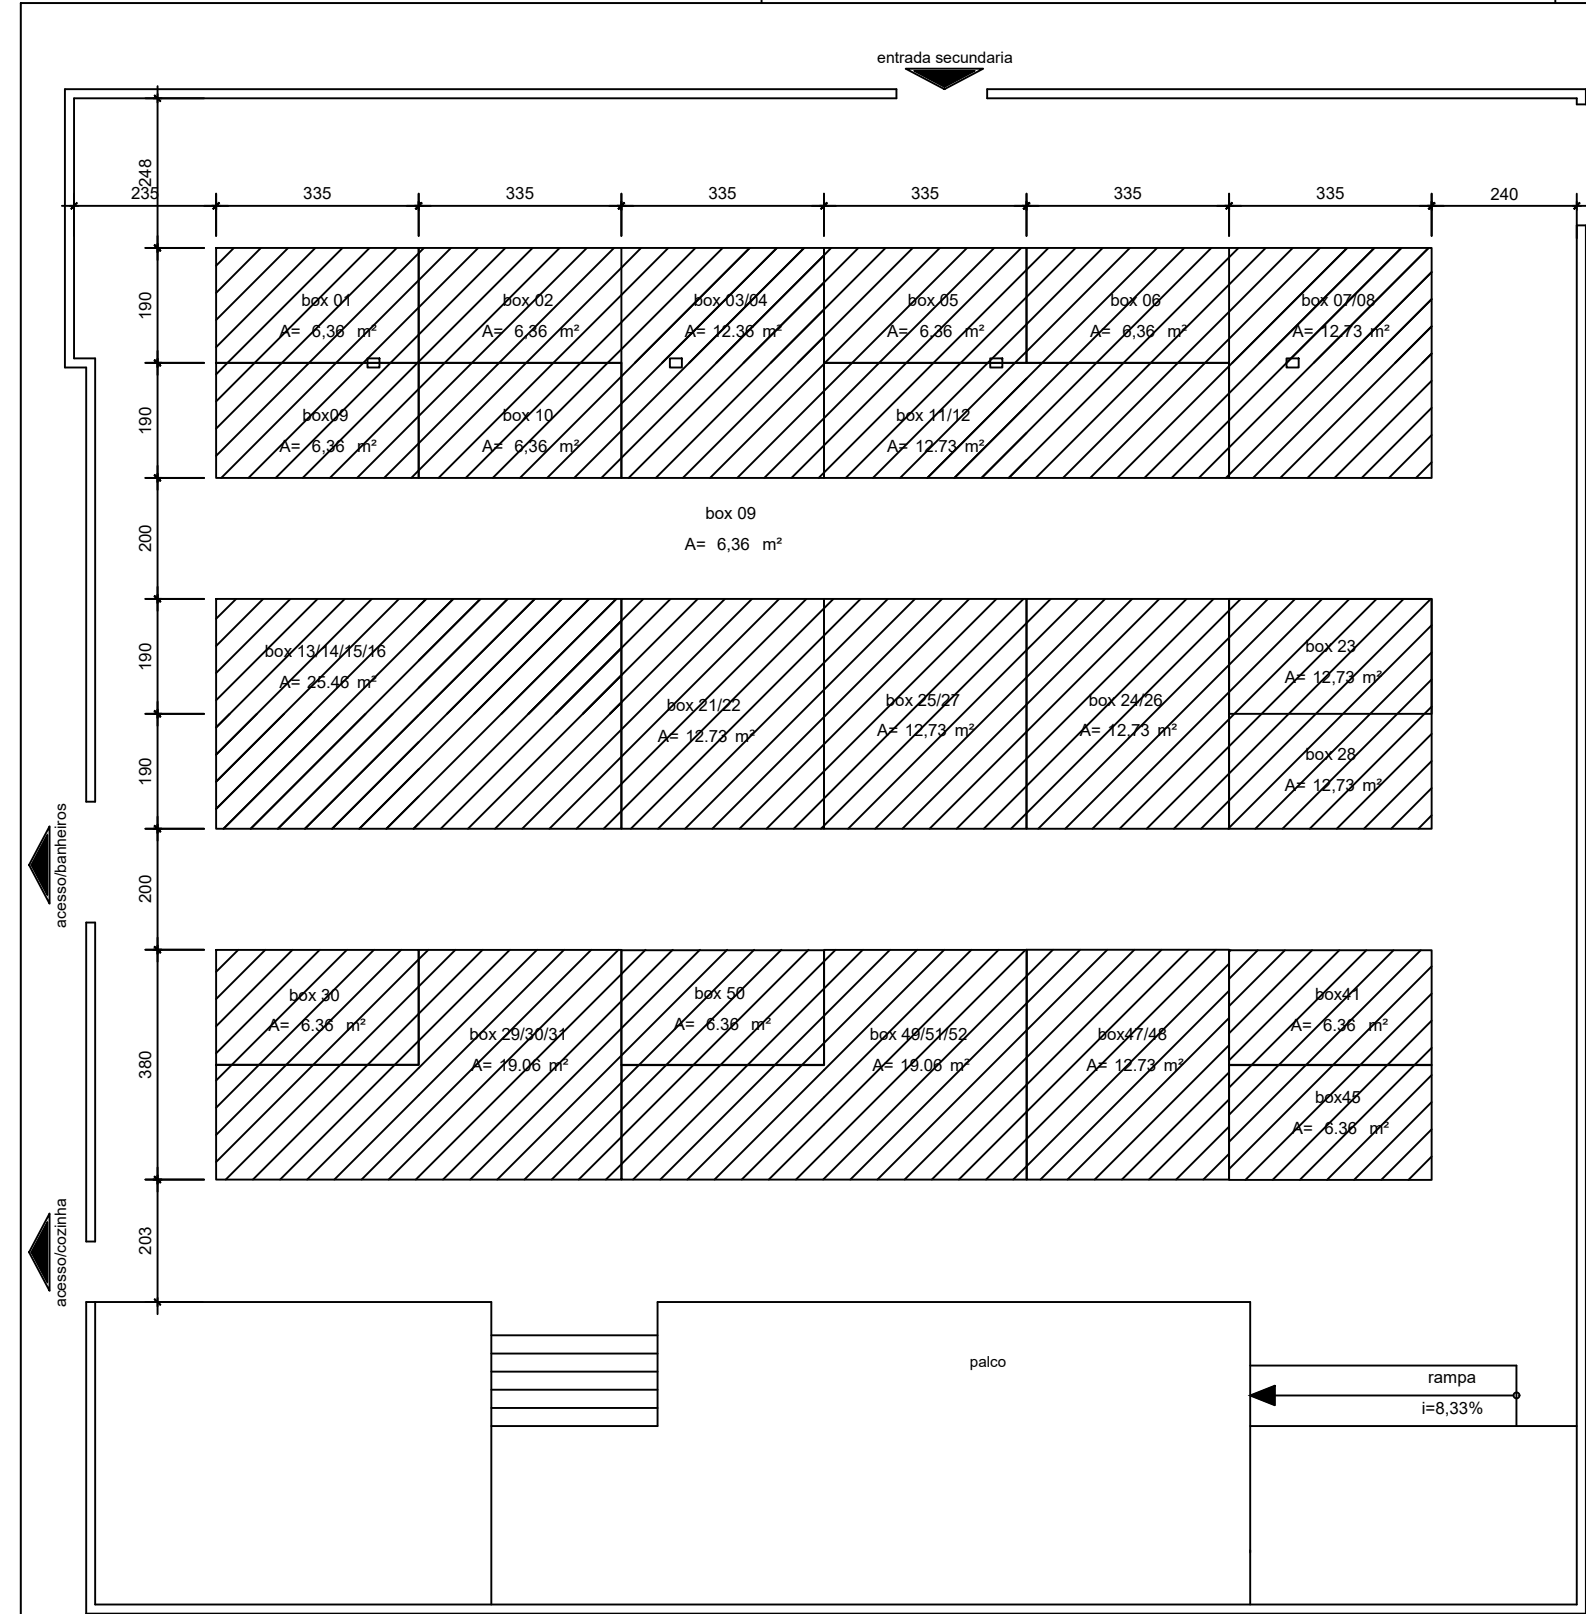 entrada secundaria
248
235
335
335
335
335
335
335
240
190
box 01
A= 6,36 m²
box 02
A= 6,36 m²
box 03/04
A= 12.36 m²
box 05
A= 6.36 m²
box 06
A= 6,36 m²
box 07/08
A= 12.73 m²
190
box09
A= 6,36 m²
box 10
A= 6,36 m²
box 11/12
A= 12.73 m²
200
box 09
A= 6,36 m²
190
box 13/14/15/16
A= 25.46 m²
box 21/22
A= 12.73 m²
box 25/27
A= 12,73 m²
box 24/26
A= 12,73 m²
box 23
A= 12,73 m²
190
box 28
A= 12,73 m²
acesso/banheiros
200
box 30
A= 6.36 m²
box 29/30/31
A= 19.06 m²
box 50
A= 6.36 m²
box 49/51/52
A= 19.06 m²
box47/48
A= 12.73 m²
box41
A= 6.36 m²
380
box45
A= 6.36 m²
acesso/cozinha
203
palco
rampa
i=8,33%